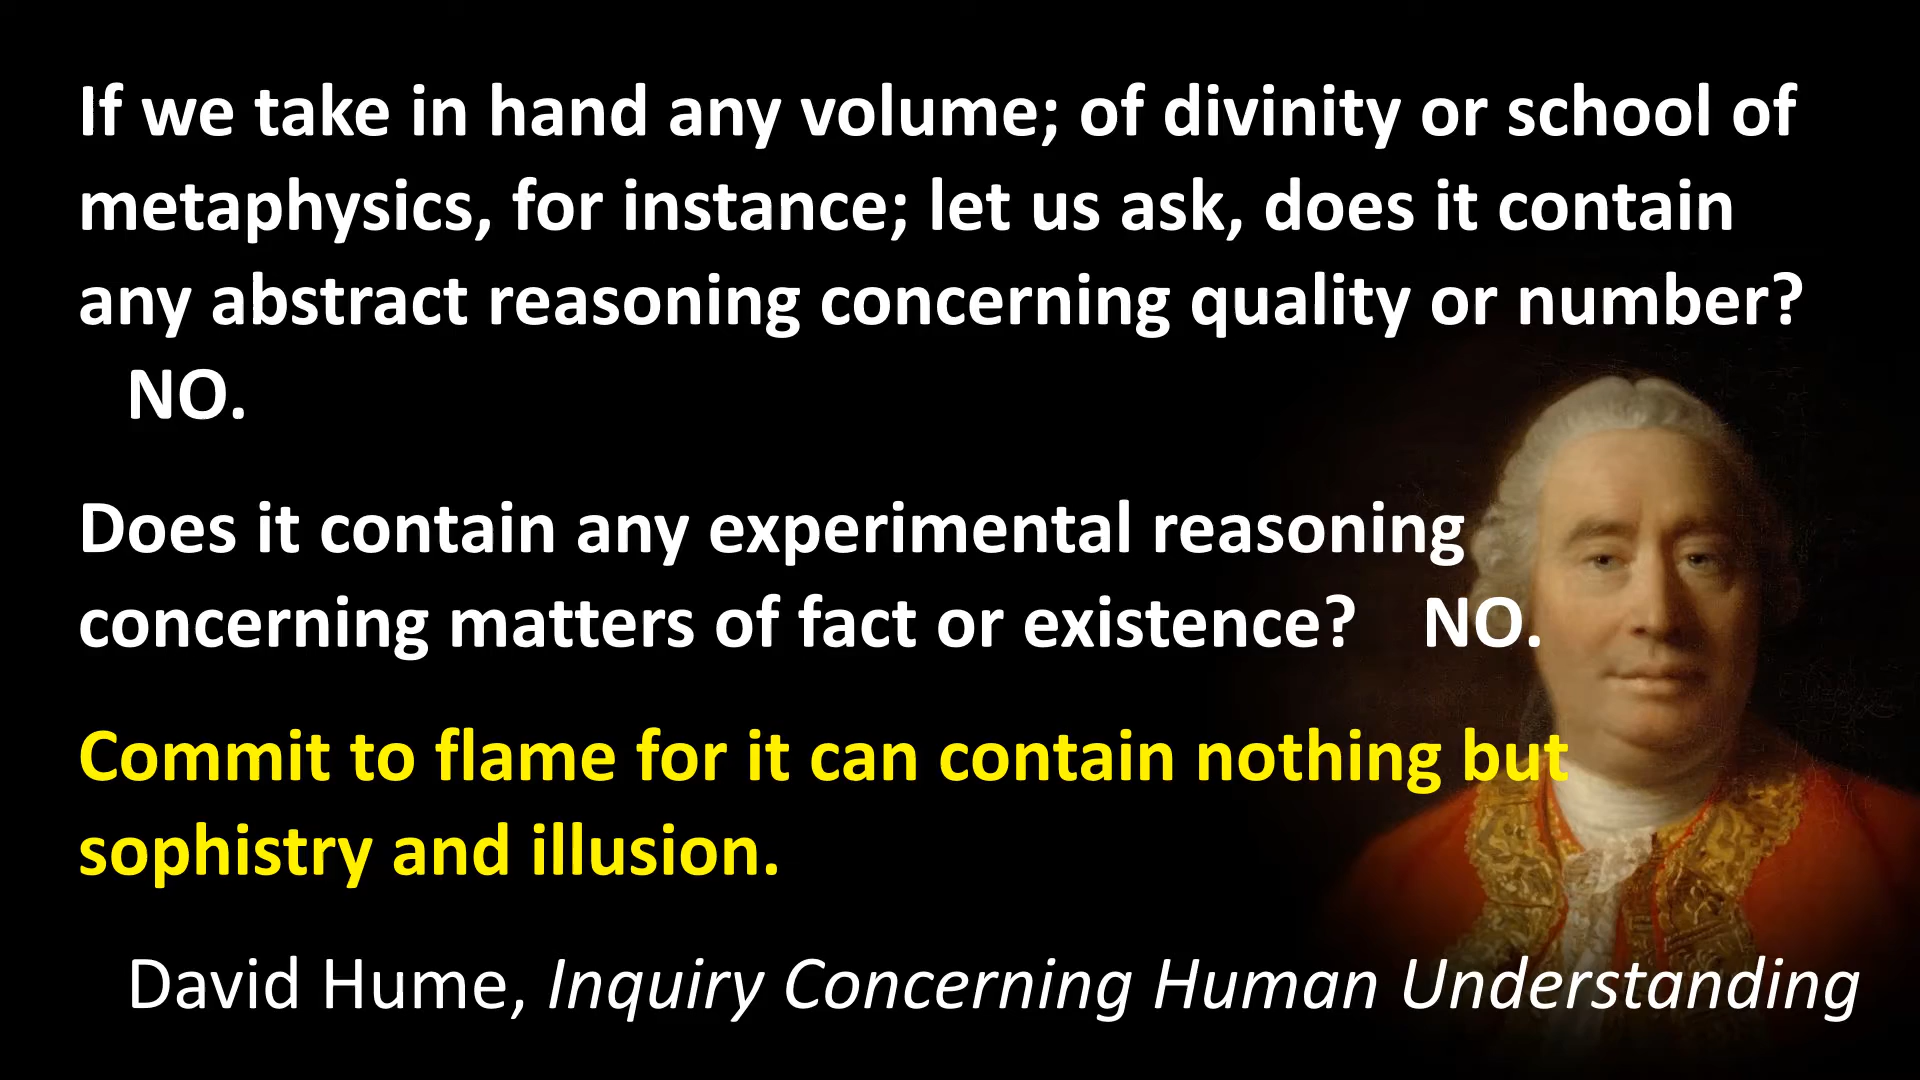 If we take in hand any volume; of divinity or school of
metaphysics, for instance; let us ask, does it contain
any abstract reasoning concerning quality or number?
NO.
Does it contain any experimental reasoning
concerning matters of fact or existence? NO.
Commit to flame for it can contain nothing but
sophistry and illusion.
David Hume, Inquiry Concerning Human Understanding